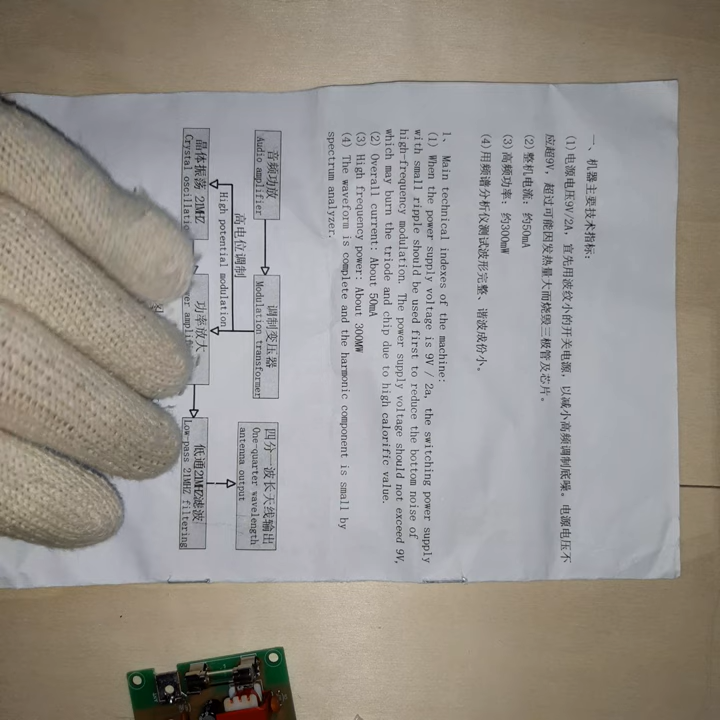 一、机器主要技术指标：
(1) 电源电压9V/2A，宜先用波纹小的开关电源，以减小高频调制底噪。电源电压不
应超9V，超过可能因发热量大而烧毁三极管及芯片。
(2) 整机电流：约50mA
(3) 高频功率：约300mW
(4) 用频谱分析仪测试波形完整、谐波成份小。
1、Main technical indexes of the machine:
(1) When the power supply voltage is 9V / 2a, the switching power supply
with small ripple should be used first to reduce the bottom noise of
high-frequency modulation. The power supply voltage should not exceed 9V,
which may burn the triode and chip due to high calorific value.
(2) Overall current: About 50mA
(3) High frequency power: About 300MW
(4) The waveform is complete and the harmonic component is small by
spectrum analyzer.
音频功放
Audio amplifier
调制变压器
Modulation transformer
四分一波长天线输出
One-quarter wavelength
antenna output
高电位调制
High potential modulation
晶体振荡 21MHZ
Crystal
功率放大
低通21MHZ滤波
Low-pass 21MHZ filtering